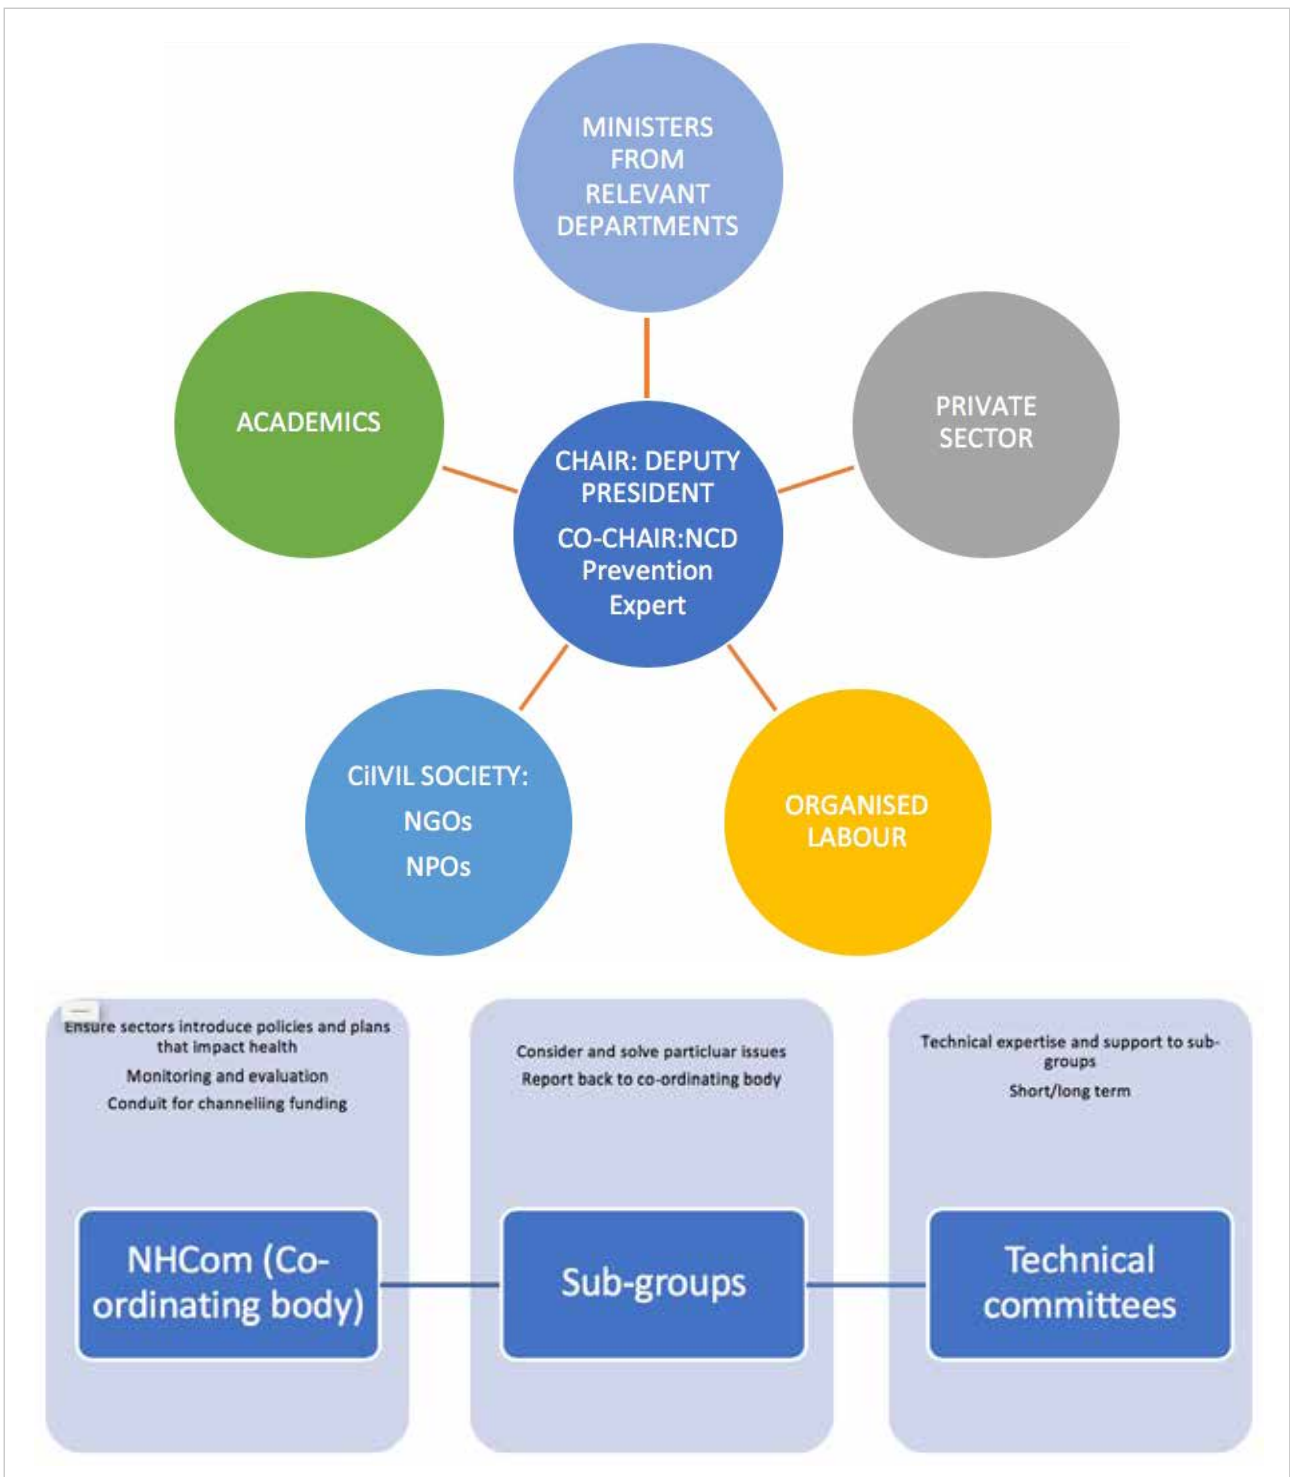 MINISTERS
FROM
RELEVANT
DEPARTMENTS
ACADEMICS
PRIVATE
SECTOR
CHAIR: DEPUTY
PRESIDENT
CO-CHAIR:NCD
Prevention
Expert
CiIVIL SOCIETY:
NGOs
NPOs
ORGANISED
LABOUR
Ensure sectors introduce policies and plans
that impact health
Monitoring and evaluation
Conduit for channelling funding
NHCom (Co-
ordinating body)
Consider and solve particluar issues
Report back to co-ordinating body
Sub-groups
Technical expertise and support to sub-
groups
Short/long term
Technical
committees